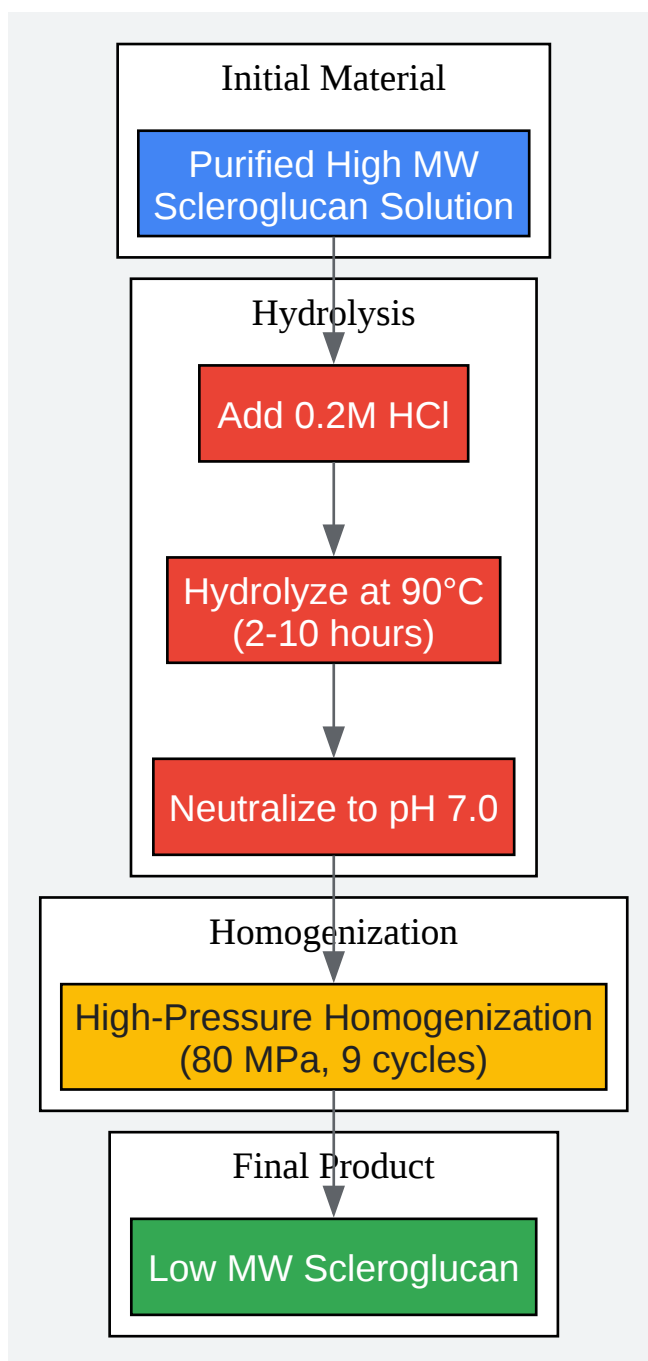 Initial Material
Purified High MW
Scleroglucan Solution
Hydrolysis
Add 0.2M HCl
Hydrolyze at 90°C
(2-10 hours)
Neutralize to pH 7.0
Homogenization
High-Pressure Homogenization
(80 MPa, 9 cycles)
Final Product
Low MW Scleroglucan